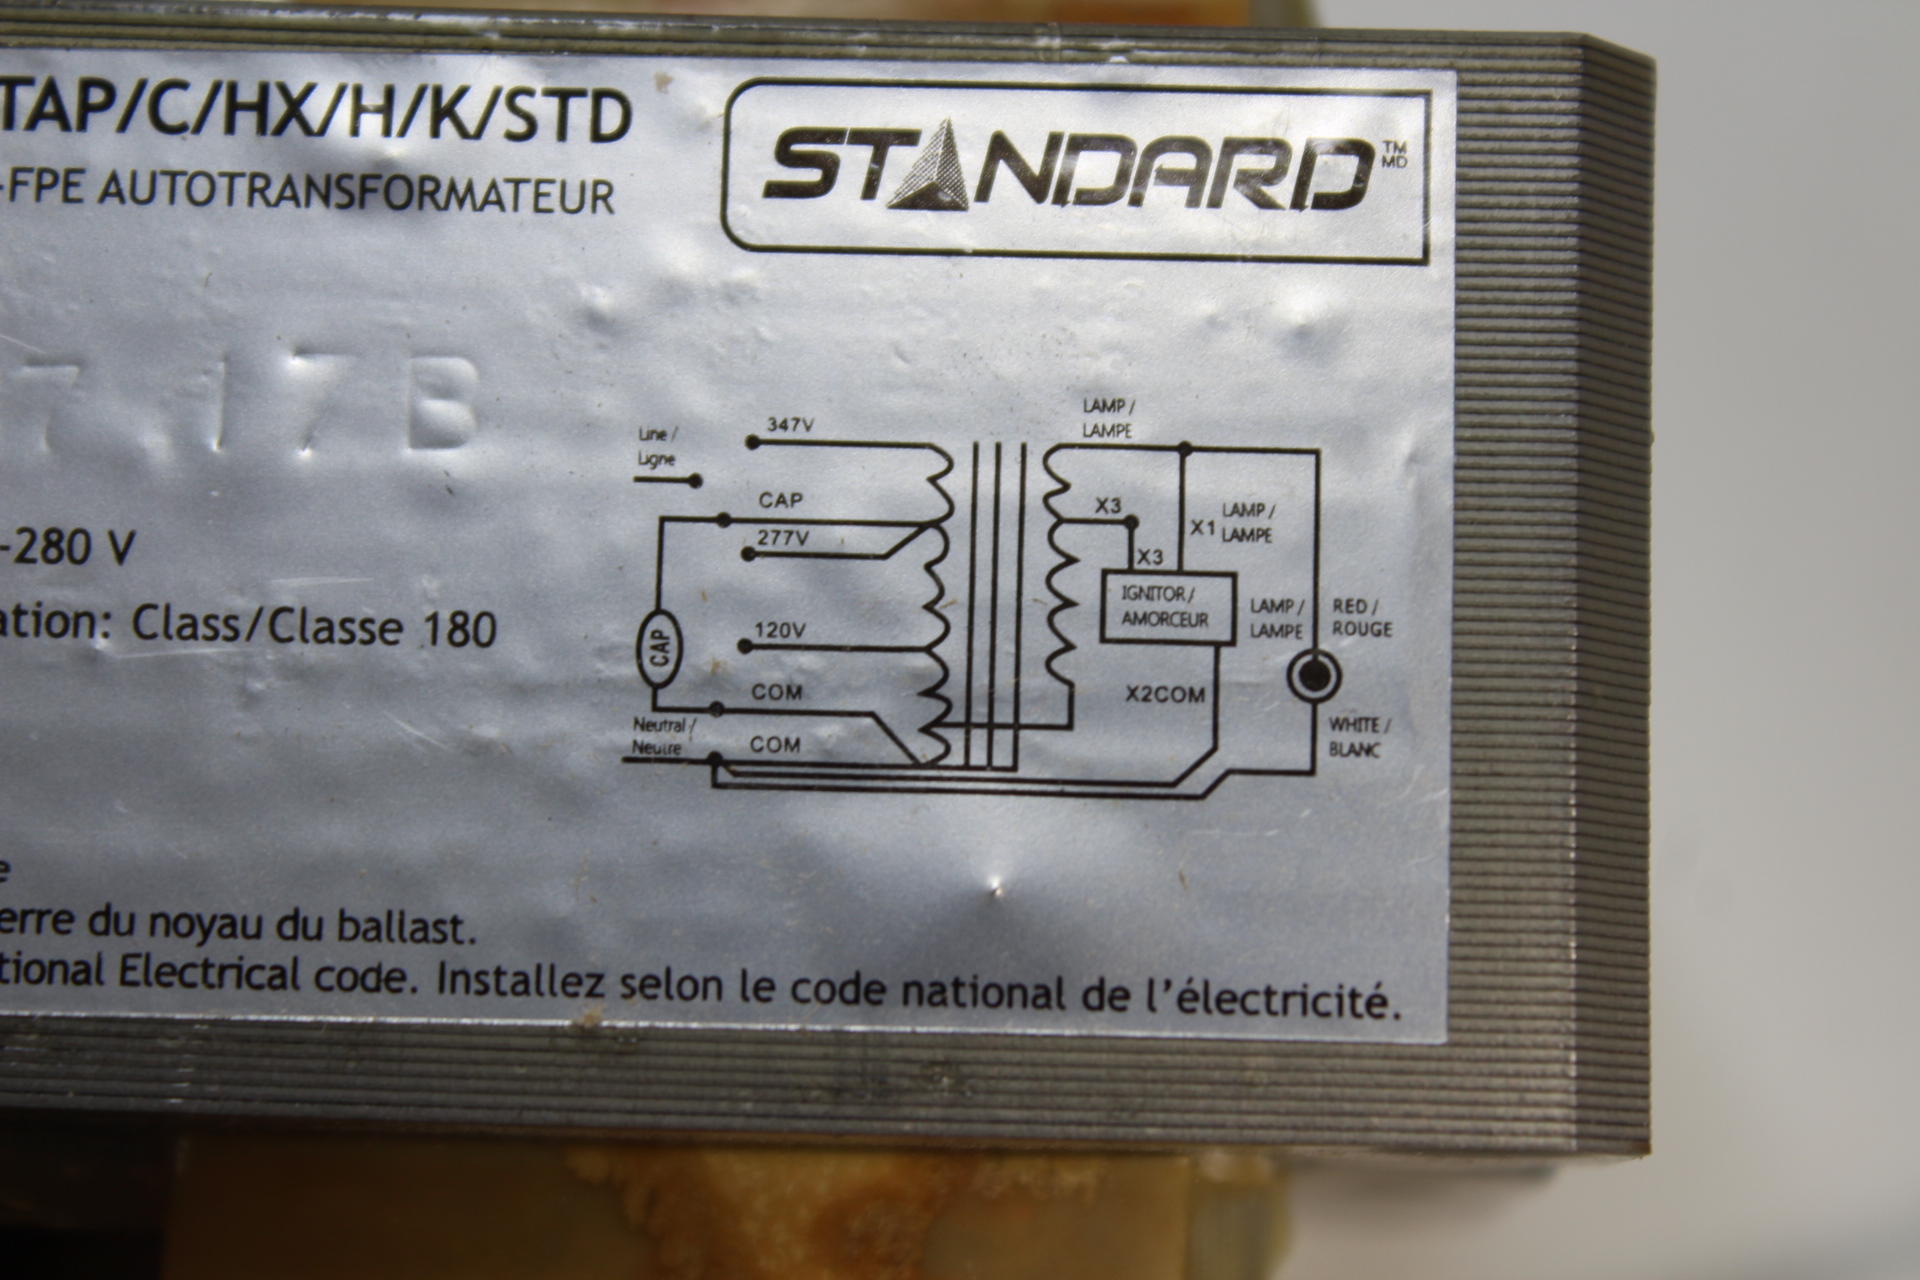 TAP/C/HX/H/K/STD
-FPE AUTOTRANSFORMATEUR
STANDARD
TM
MD
7 17B
-280 V
ation: Class/Classe 180
Line /
Ligne
347V
CAP
277V
CAP
120V
COM
Neutral /
Neutre
COM
LAMP /
LAMPE
X3
X3
X1
LAMP /
LAMPE
IGNITOR /
AMORCEUR
LAMP /
LAMPE
RED /
ROUGE
X2COM
WHITE /
BLANC
e
erre du noyau du ballast.
tional Electrical code. Installez selon le code national de l'électricité.